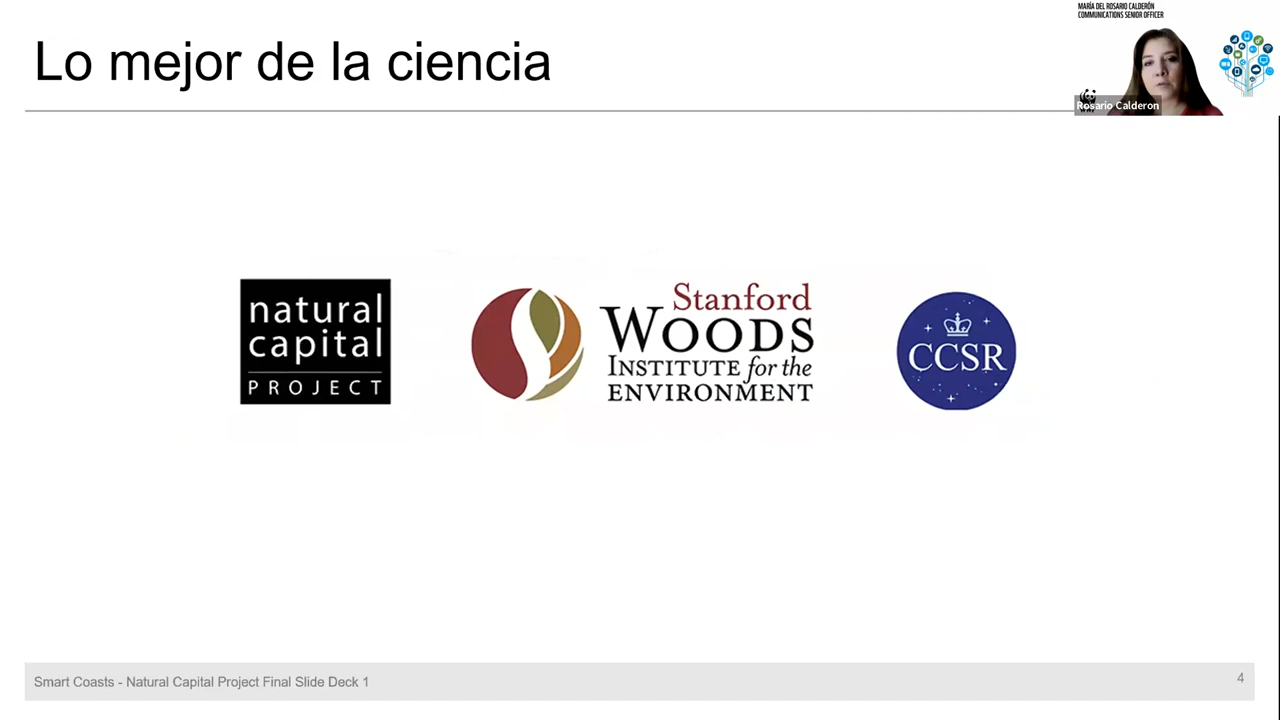 MARÍA DEL ROSARIO CALDERÓN
COMMUNICATIONS SENIOR OFFICER
Lo mejor de la ciencia
Rosario Calderon
natural
capital
PROJECT
Stanford
WOODS
INSTITUTE for the
ENVIRONMENT
CCSR
Smart Coasts - Natural Capital Project Final Slide Deck 1
4